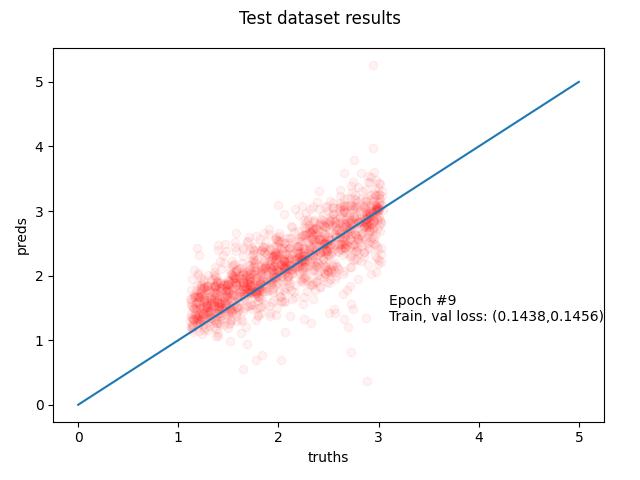 Test dataset results
5
4
3
2
1
0
preds
Epoch #9
Train, val loss: (0.1438,0.1456)
0 1 2 3 4 5
truths